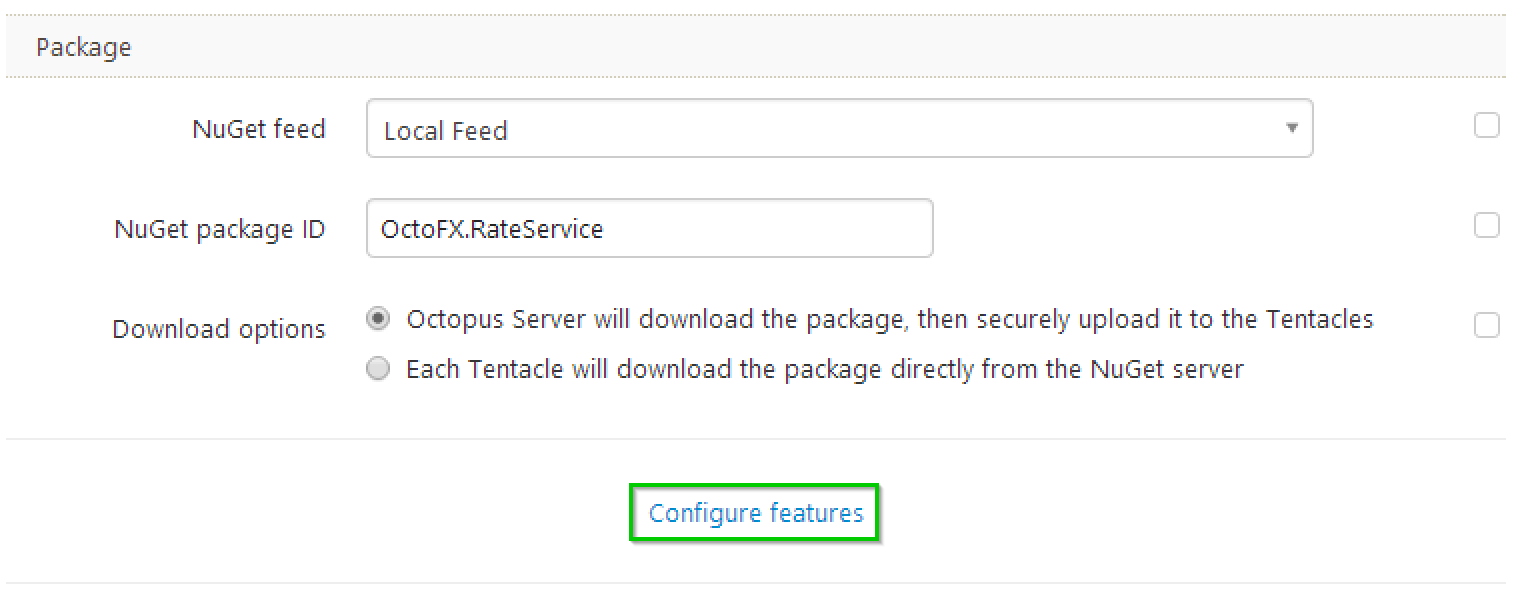 Package
NuGet feed
Local Feed
NuGet package ID
OctoFX.RateService
Download options
Octopus Server will download the package, then securely upload it to the Tentacles
Each Tentacle will download the package directly from the NuGet server
Configure features